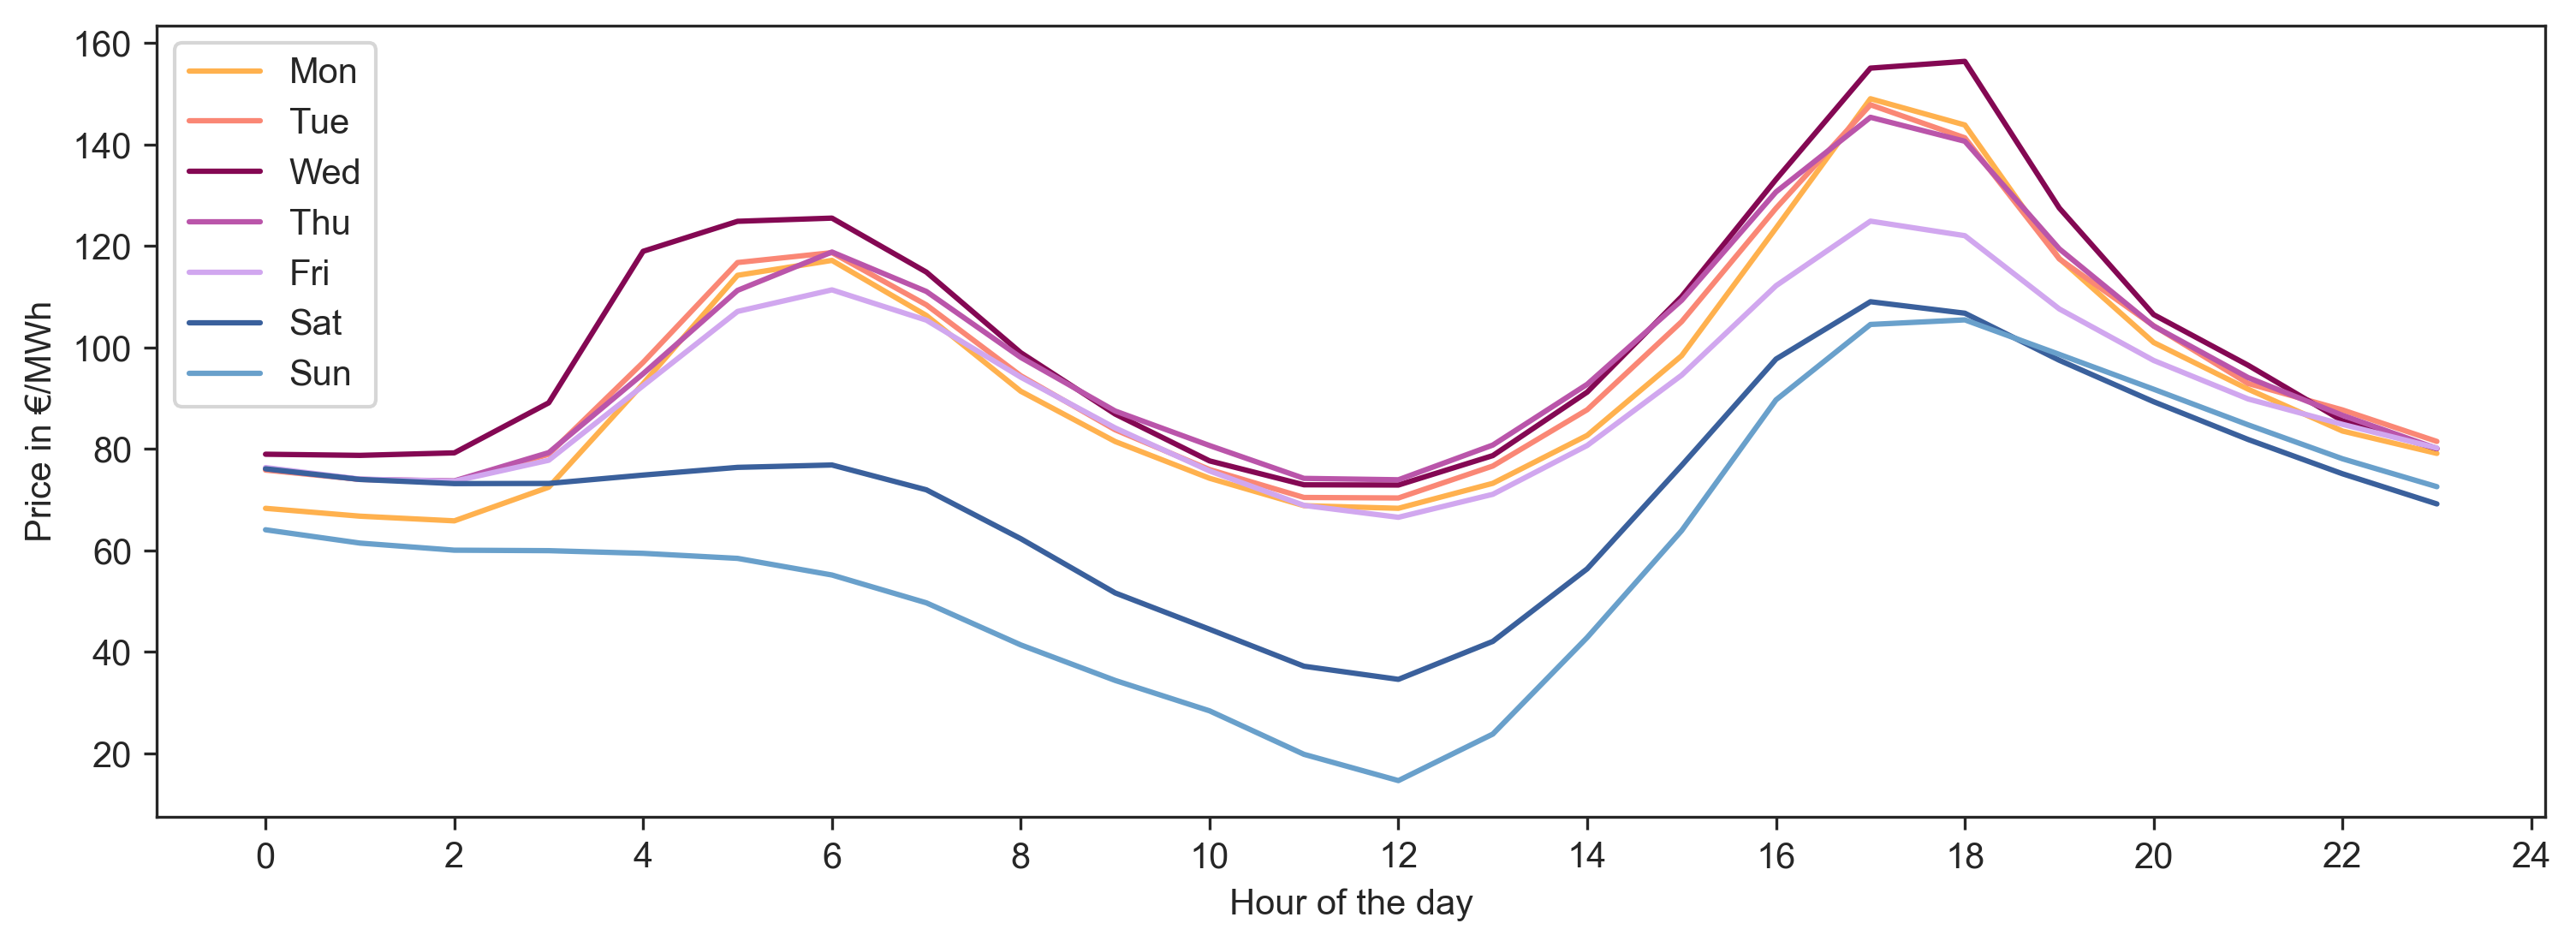 160
140
120
100
80
60
40
20
Price in €/MWh
Mon
Tue
Wed
Thu
Fri
Sat
Sun
0 2 4 6 8 10 12 14 16 18 20 22 24
Hour of the day